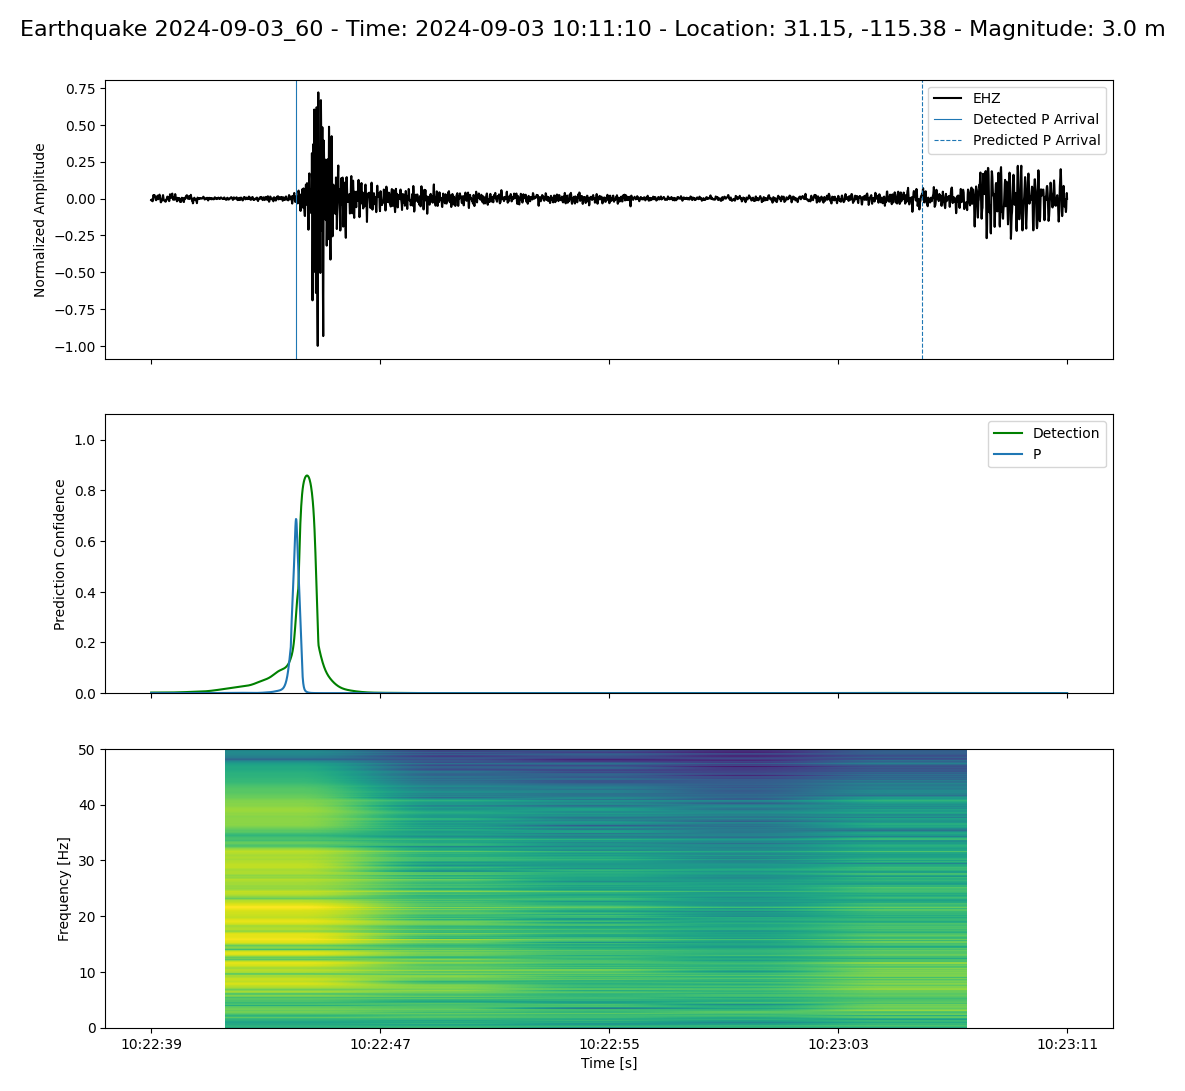 Earthquake 2024-09-03_60 - Time: 2024-09-03 10:11:10 - Location: 31.15, -115.38 - Magnitude: 3.0 m
0.75
0.50
0.25
0.00
−0.25
−0.50
−0.75
−1.00
Normalized Amplitude
EHZ
Detected P Arrival
Predicted P Arrival
1.0
0.8
0.6
0.4
0.2
0.0
Prediction Confidence
Detection
P
50
40
30
20
10
0
Frequency [Hz]
10:22:39
10:22:47
10:22:55
10:23:03
10:23:11
Time [s]